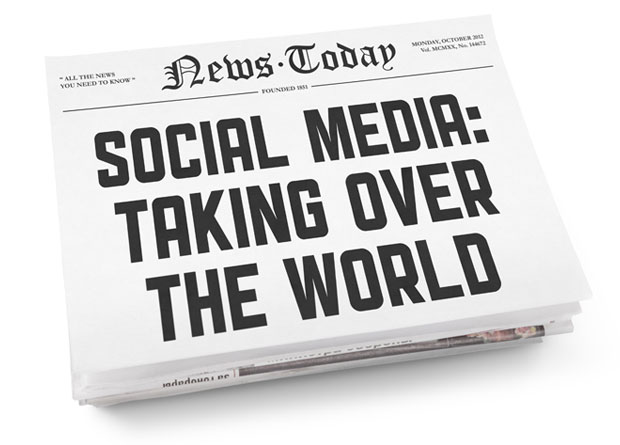 News·Today
" ALL THE NEWS
YOU NEED TO KNOW "
MONDAY, OCTOBER 2012
Vol. MCMXX, No. 144672
FOUNDED 1851
SOCIAL MEDIA:
TAKING OVER
THE WORLD